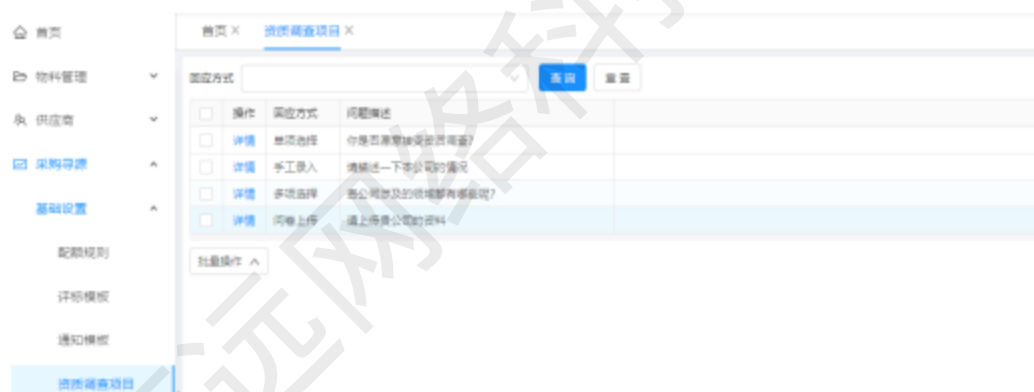 首页
物料管理
供应商
采购寻源
基础设置
配额规则
评标模板
通知模板
资质调查项目
首页 × 资质调查项目 ×
回应方式 查询 重置
操作 回应方式 问题描述
详情 单项选择 你是否愿意接受资质调查?
详情 手工录入 请描述一下本公司的情况
详情 多项选择 贵公司涉及的领域都有哪些呢?
详情 问卷上传 请上传贵公司的资料
批量操作
远网络科